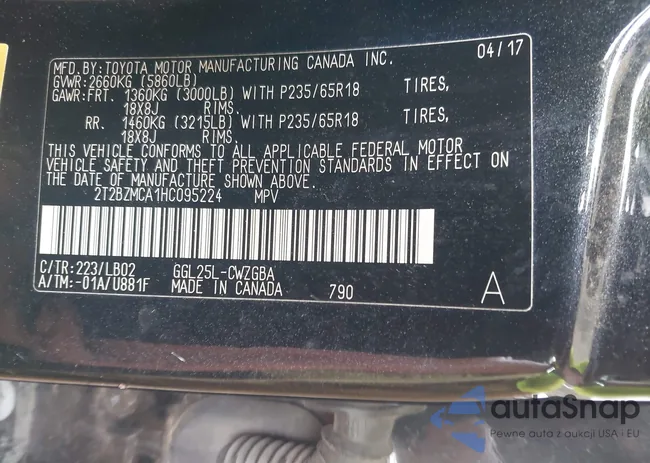 MFD.BY:TOYOTA MOTOR MANUFACTURING CANADA INC. 04/17
GVWR:2660KG (5860LB)
GAWR:FRT. 1360KG (3000LB) WITH P235/65R18 TIRES,
18X8J RIMS.
RR. 1460KG (3215LB) WITH P235/65R18 TIRES,
18X8J RIMS.
THIS VEHICLE CONFORMS TO ALL APPLICABLE FEDERAL MOTOR
VEHICLE SAFETY AND THEFT PREVENTION STANDARDS IN EFFECT ON
THE DATE OF MANUFACTURE SHOWN ABOVE.
2T2BZMCA1HC095224 MPV
C/TR:223/LB02 GGL25L-CWZGBA
A/TM:-01A/U881F MADE IN CANADA 790 A
autaSnap
Pewne auta z aukcji USA i EU